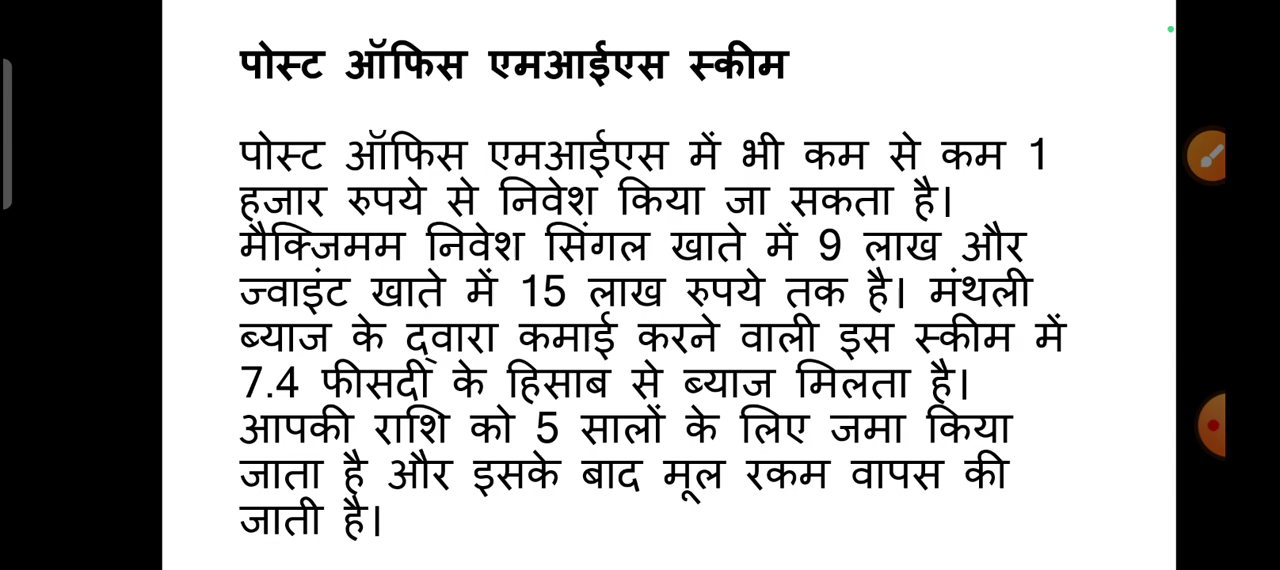 पोस्ट ऑफिस एमआईएस स्कीम
पोस्ट ऑफिस एमआईएस में भी कम से कम 1
हजार रुपये से निवेश किया जा सकता है।
मैक्जिमम निवेश सिंगल खाते में 9 लाख और
ज्वाइंट खाते में 15 लाख रुपये तक है। मंथली
ब्याज के द्वारा कमाई करने वाली इस स्कीम में
7.4 फीसदी के हिसाब से ब्याज मिलता है।
आपकी राशि को 5 सालों के लिए जमा किया
जाता है और इसके बाद मूल रकम वापस की
जाती है।